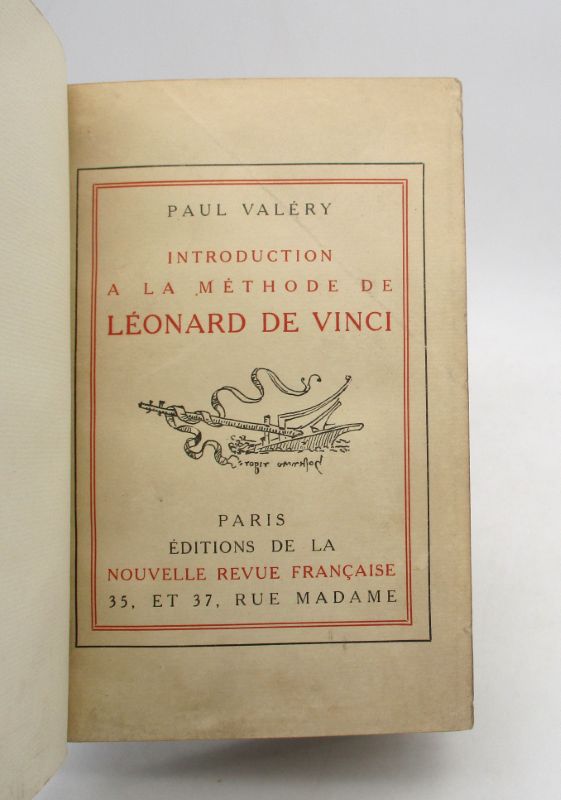 PAUL VALÉRY
INTRODUCTION
A LA MÉTHODE DE
LÉONARD DE VINCI
PARIS
ÉDITIONS DE LA
NOUVELLE REVUE FRANÇAISE
35, ET 37, RUE MADAME